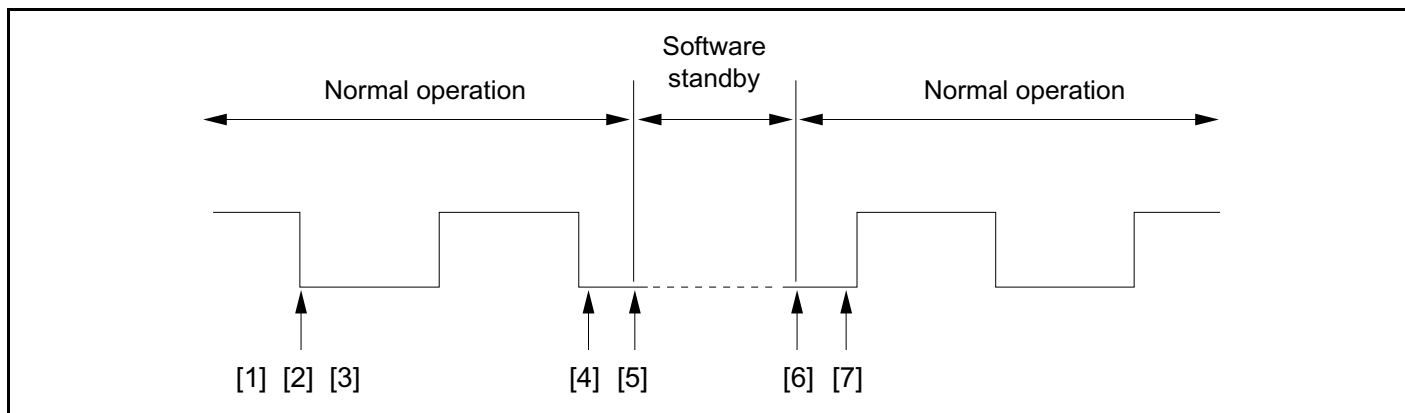 Software
standby
Normal operation
Normal operation
[1] [2] [3]
[4] [5]
[6] [7]